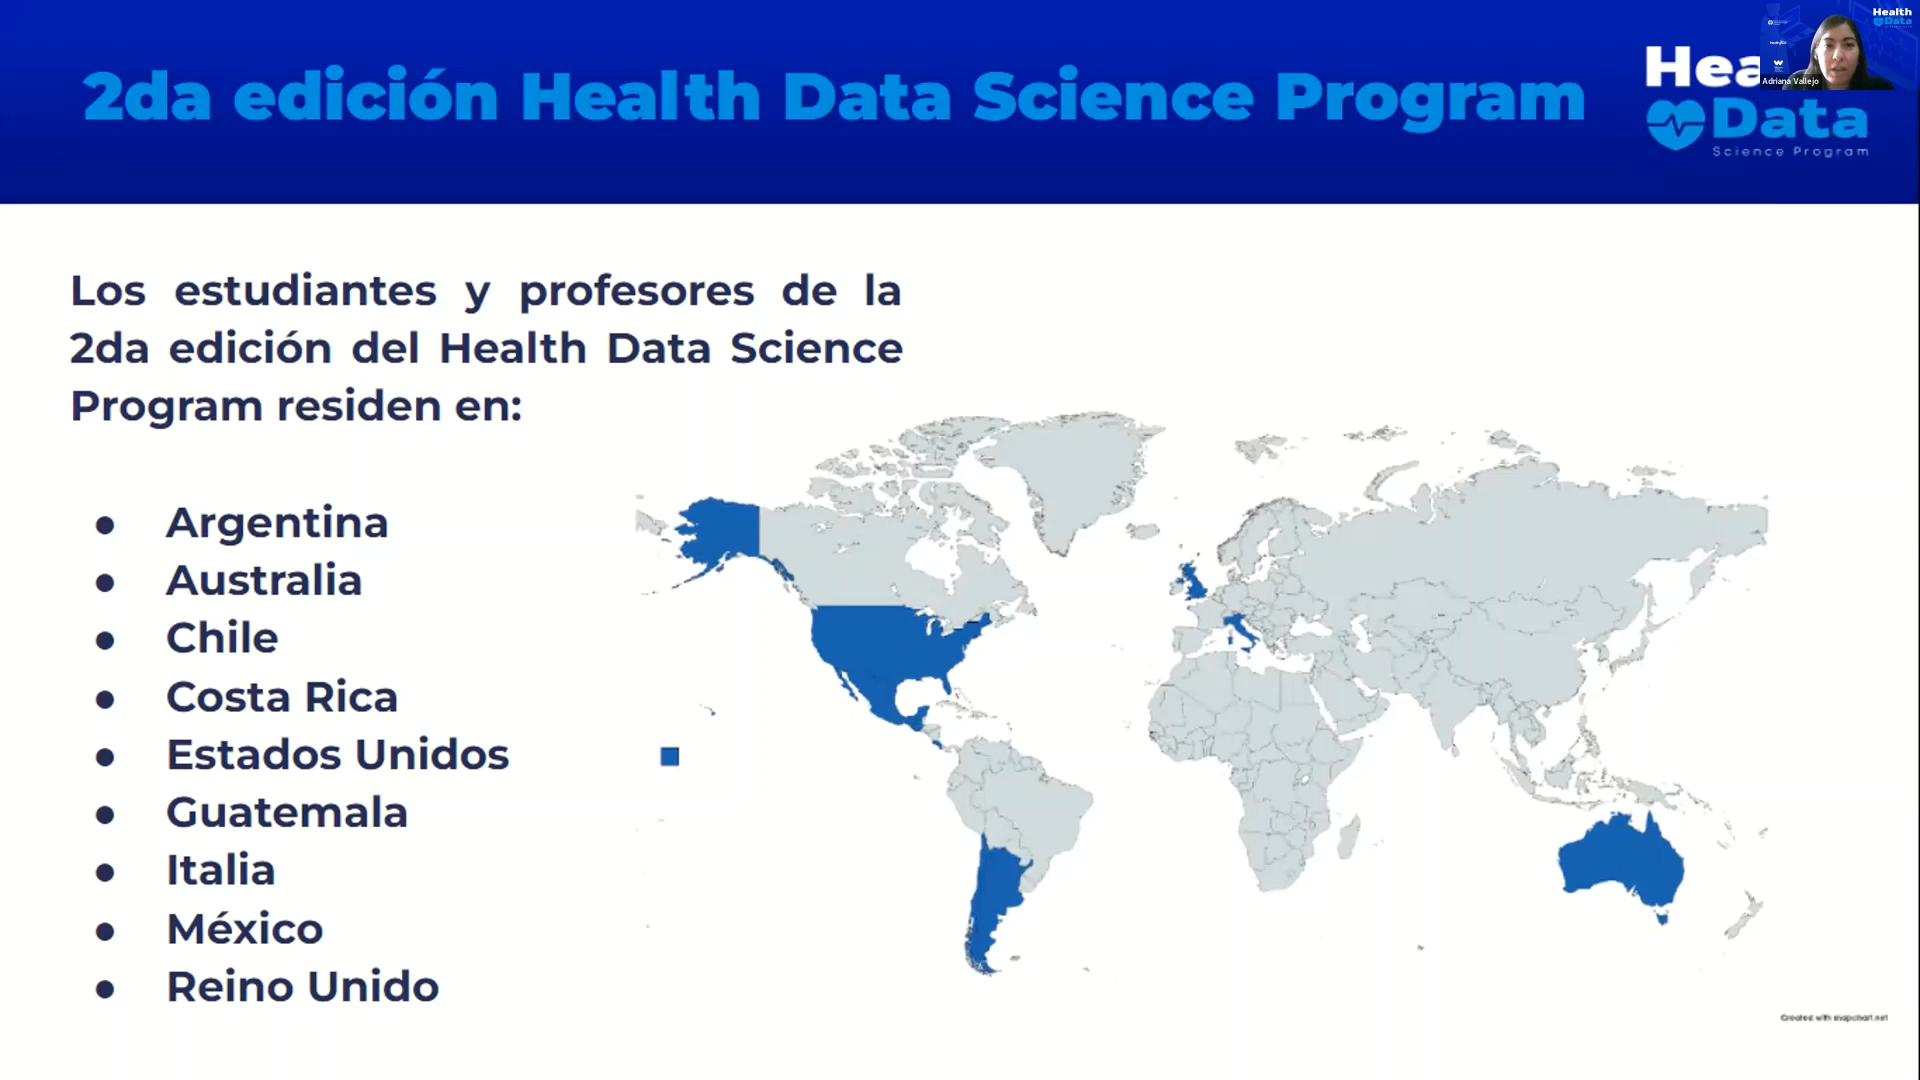 2da edición Health Data Science Program
Hea
Data
Science Program
Health
Data
Adriana Vallejo
Los estudiantes y profesores de la
2da edición del Health Data Science
Program residen en:
● Argentina
● Australia
● Chile
● Costa Rica
● Estados Unidos
● Guatemala
● Italia
● México
● Reino Unido
Created with mapchart.net